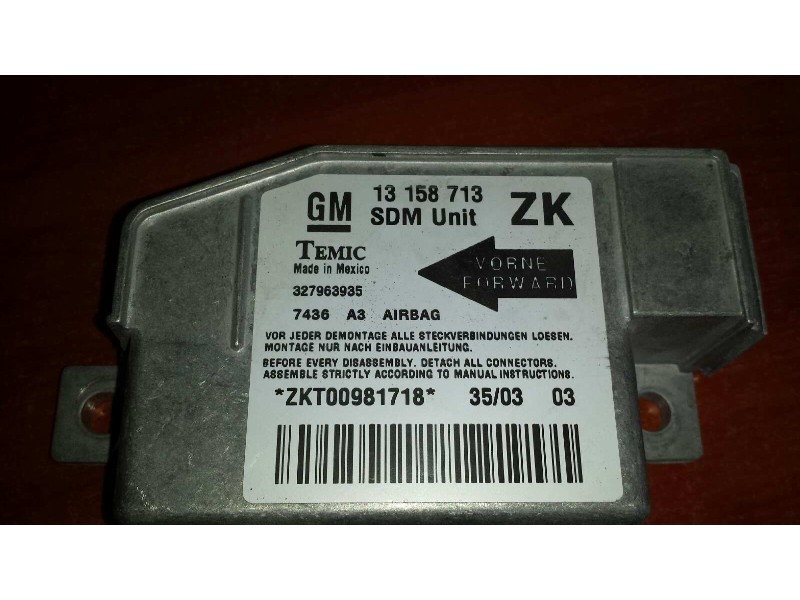 GM 13 158 713 ZK
SDM Unit
TEMIC
Made in Mexico
VORNE
FORWARD
327963935
7436 A3 AIRBAG
VOR JEDER DEMONTAGE ALLE STECKVERBINDUNGEN LOESEN.
MONTAGE NUR NACH EINBAUANLEITUNG.
BEFORE EVERY DISASSEMBLY. DETACH ALL CONNECTORS.
ASSEMBLE STRICTLY ACCORDING TO MANUAL INSTRUCTIONS.
*ZKT00981718* 35/03 03